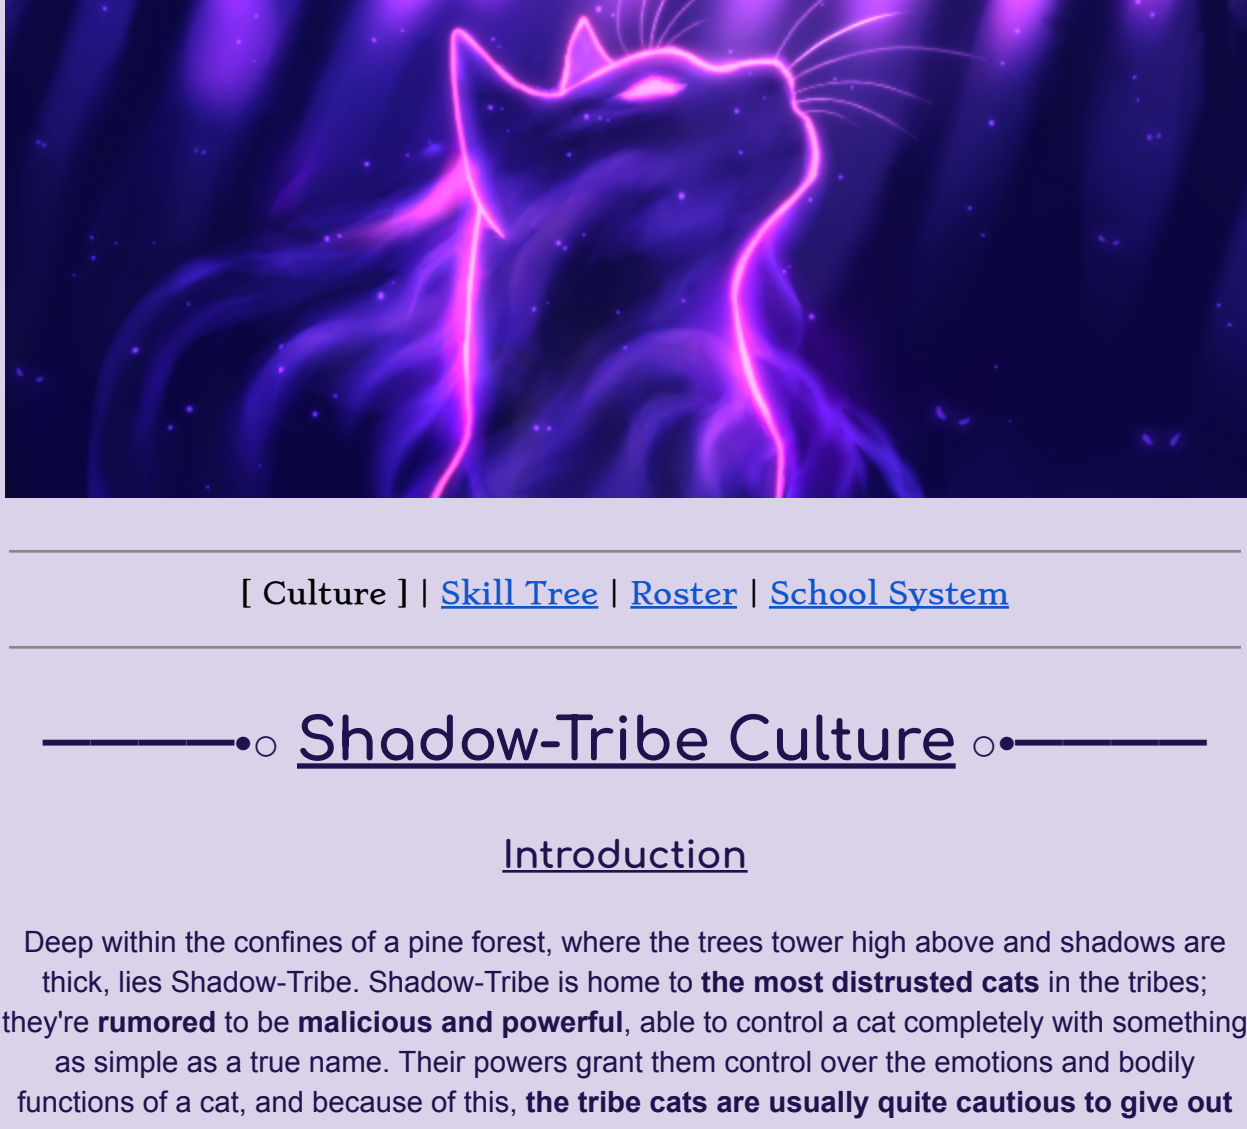 [ Culture ] | Skill Tree | Roster | School System
————•○ Shadow-Tribe Culture ○•————
Introduction
Deep within the confines of a pine forest, where the trees tower high above and shadows are
thick, lies Shadow-Tribe. Shadow-Tribe is home to the most distrusted cats in the tribes;
they're rumored to be malicious and powerful, able to control a cat completely with something
as simple as a true name. Their powers grant them control over the emotions and bodily
functions of a cat, and because of this, the tribe cats are usually quite cautious to give out